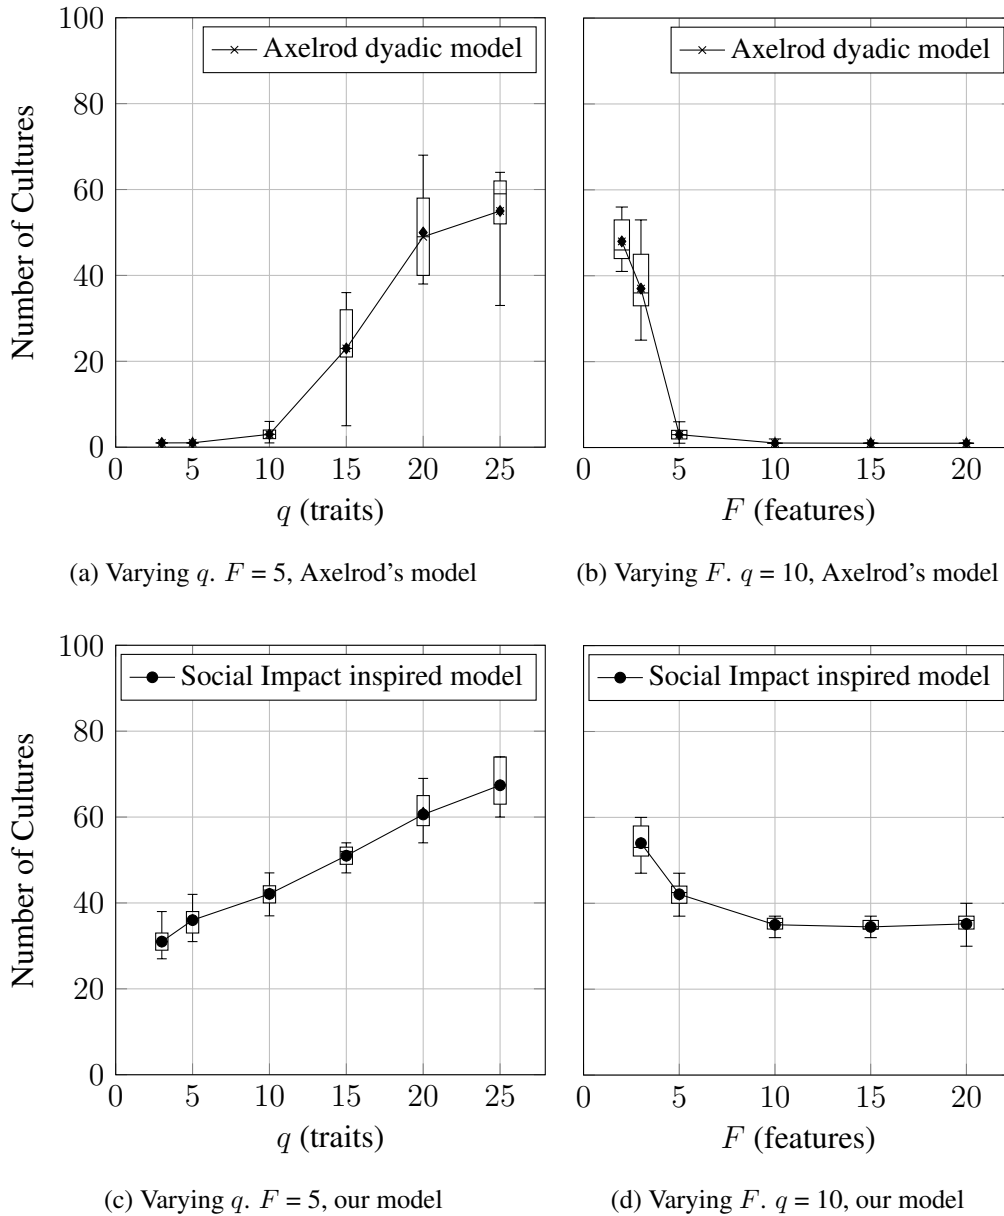 100
80
60
40
20
0
Number of Cultures
Axelrod dyadic model
0 5 10 15 20 25
q (traits)
(a) Varying q. F = 5, Axelrod's model
Axelrod dyadic model
0 5 10 15 20
F (features)
(b) Varying F. q = 10, Axelrod's model
100
80
60
40
20
0
Number of Cultures
Social Impact inspired model
0 5 10 15 20 25
q (traits)
(c) Varying q. F = 5, our model
Social Impact inspired model
0 5 10 15 20
F (features)
(d) Varying F. q = 10, our model